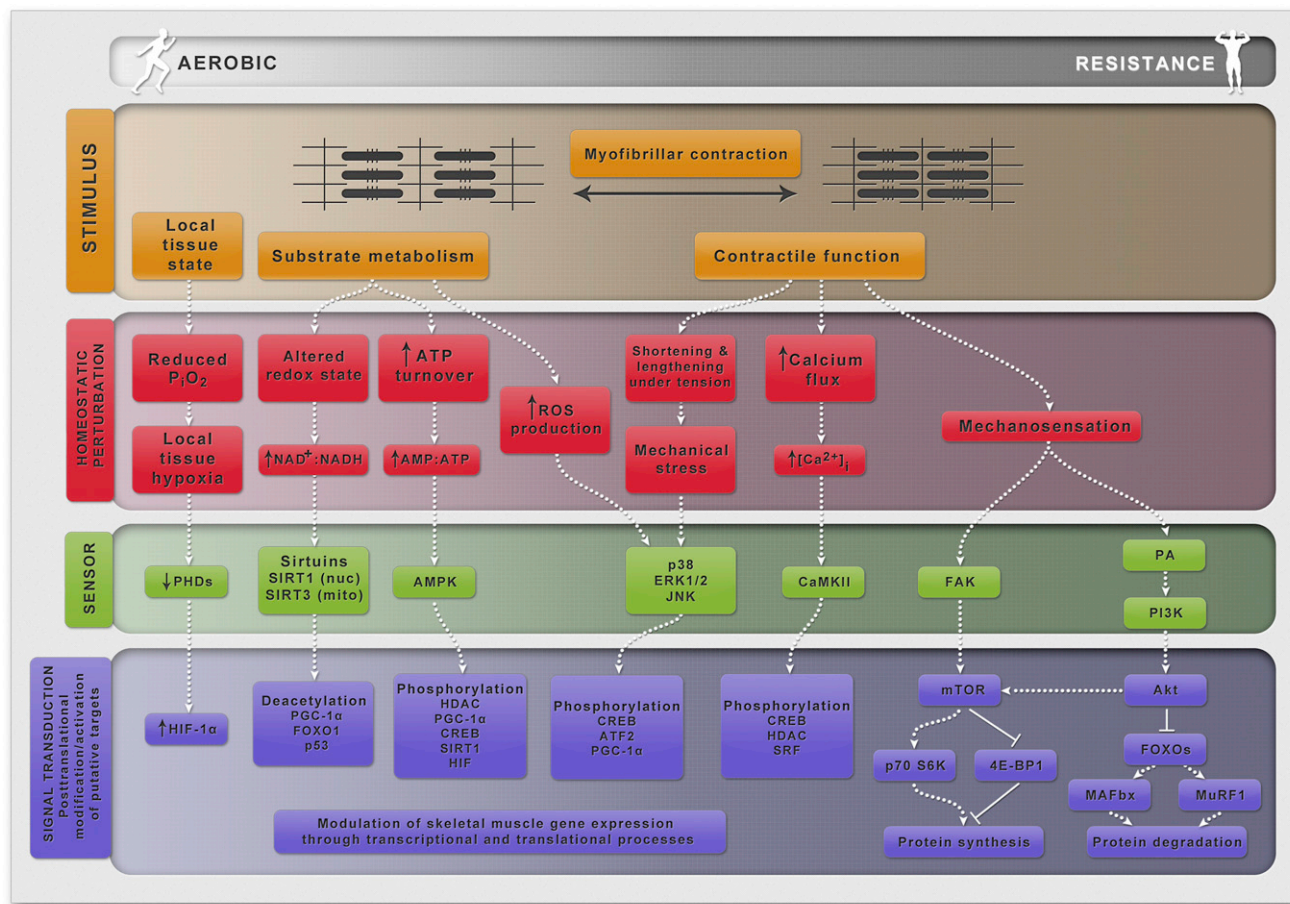 AEROBIC
RESISTANCE
STIMULUS
Myofibrillar contraction
Local
tissue
state
Substrate metabolism
Contractile function
HOMEOSTATIC
PERTURBATION
Reduced
PiO2
Altered
redox state
↑ATP
turnover
↑ROS
production
Shortening &
lengthening
under tension
↑Calcium
flux
Local
tissue
hypoxia
↑NAD+:NADH
↑AMP:ATP
Mechanical
stress
↑[Ca2+]i
Mechanosensation
SENSOR
↓PHDs
Sirtuins
SIRT1 (nuc)
SIRT3 (mito)
AMPK
p38
ERK1/2
JNK
CaMKII
FAK
PA
PI3K
SIGNAL TRANSDUCTION
Posttranslational
modification/activation
of putative targets
↑HIF-1α
Deacetylation
PGC-1α
FOXO1
p53
Phosphorylation
HDAC
PGC-1α
CREB
SIRT1
HIF
Phosphorylation
CREB
ATF2
PGC-1α
Phosphorylation
CREB
HDAC
SRF
mTOR
Akt
p70 S6K
4E-BP1
FOXOs
MAFbx
MuRF1
Protein synthesis
Protein degradation
Modulation of skeletal muscle gene expression
through transcriptional and translational processes